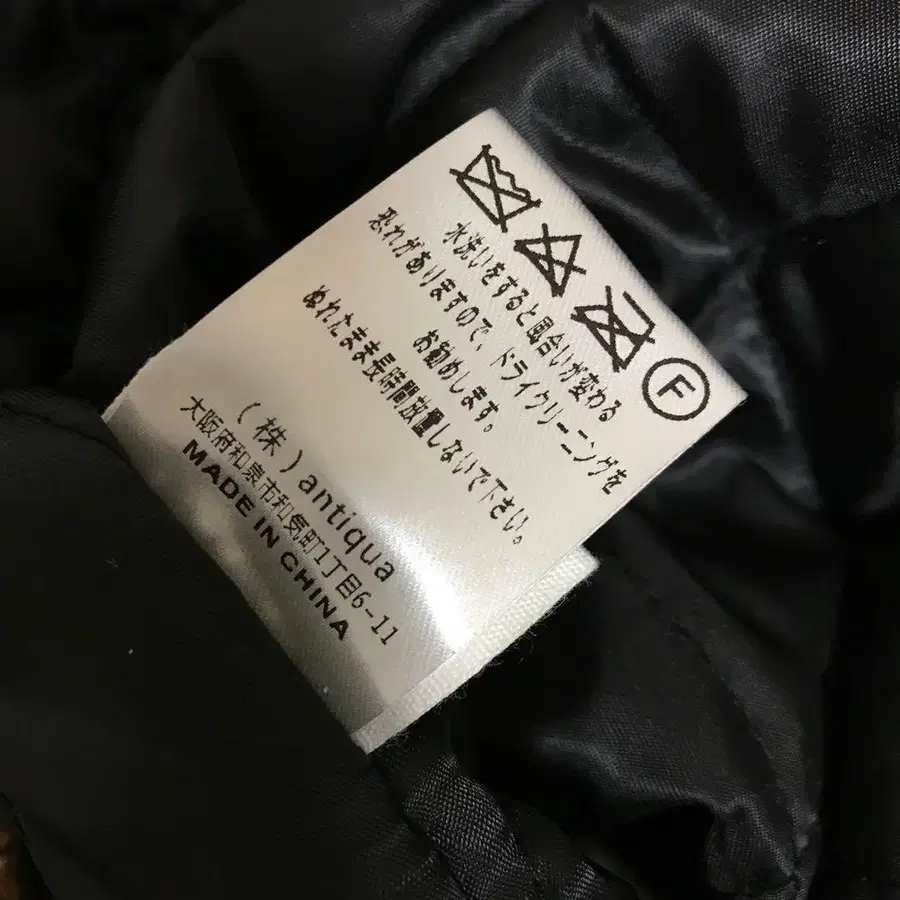 F
水洗いをすると風合いが変わる
恐れがありますので、ドライクリーニングを
お勧めします。
ぬれたまま長時間放置しないで下さい。
(株)antiqua
大阪府和泉市和気町1丁目6-11
MADE IN CHINA